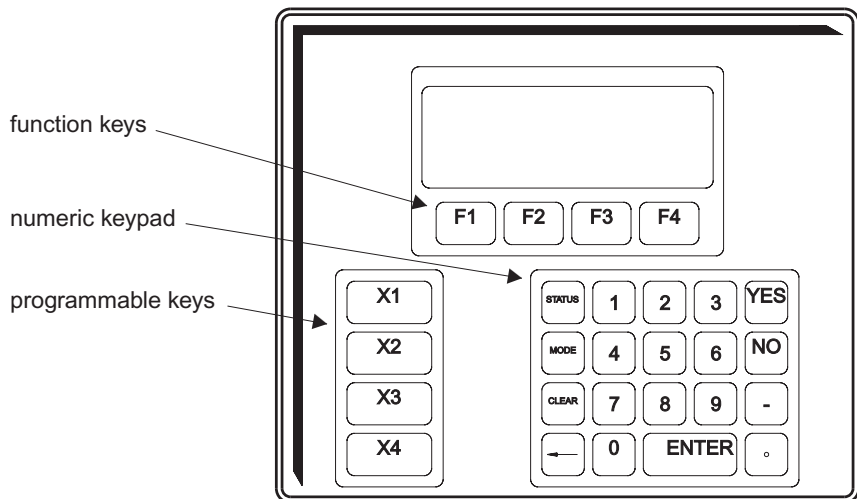 function keys
F1 F2 F3 F4
numeric keypad
programmable keys
X1
X2
X3
X4
STATUS 1 2 3 YES
MODE 4 5 6 NO
CLEAR 7 8 9 -
← 0 ENTER °